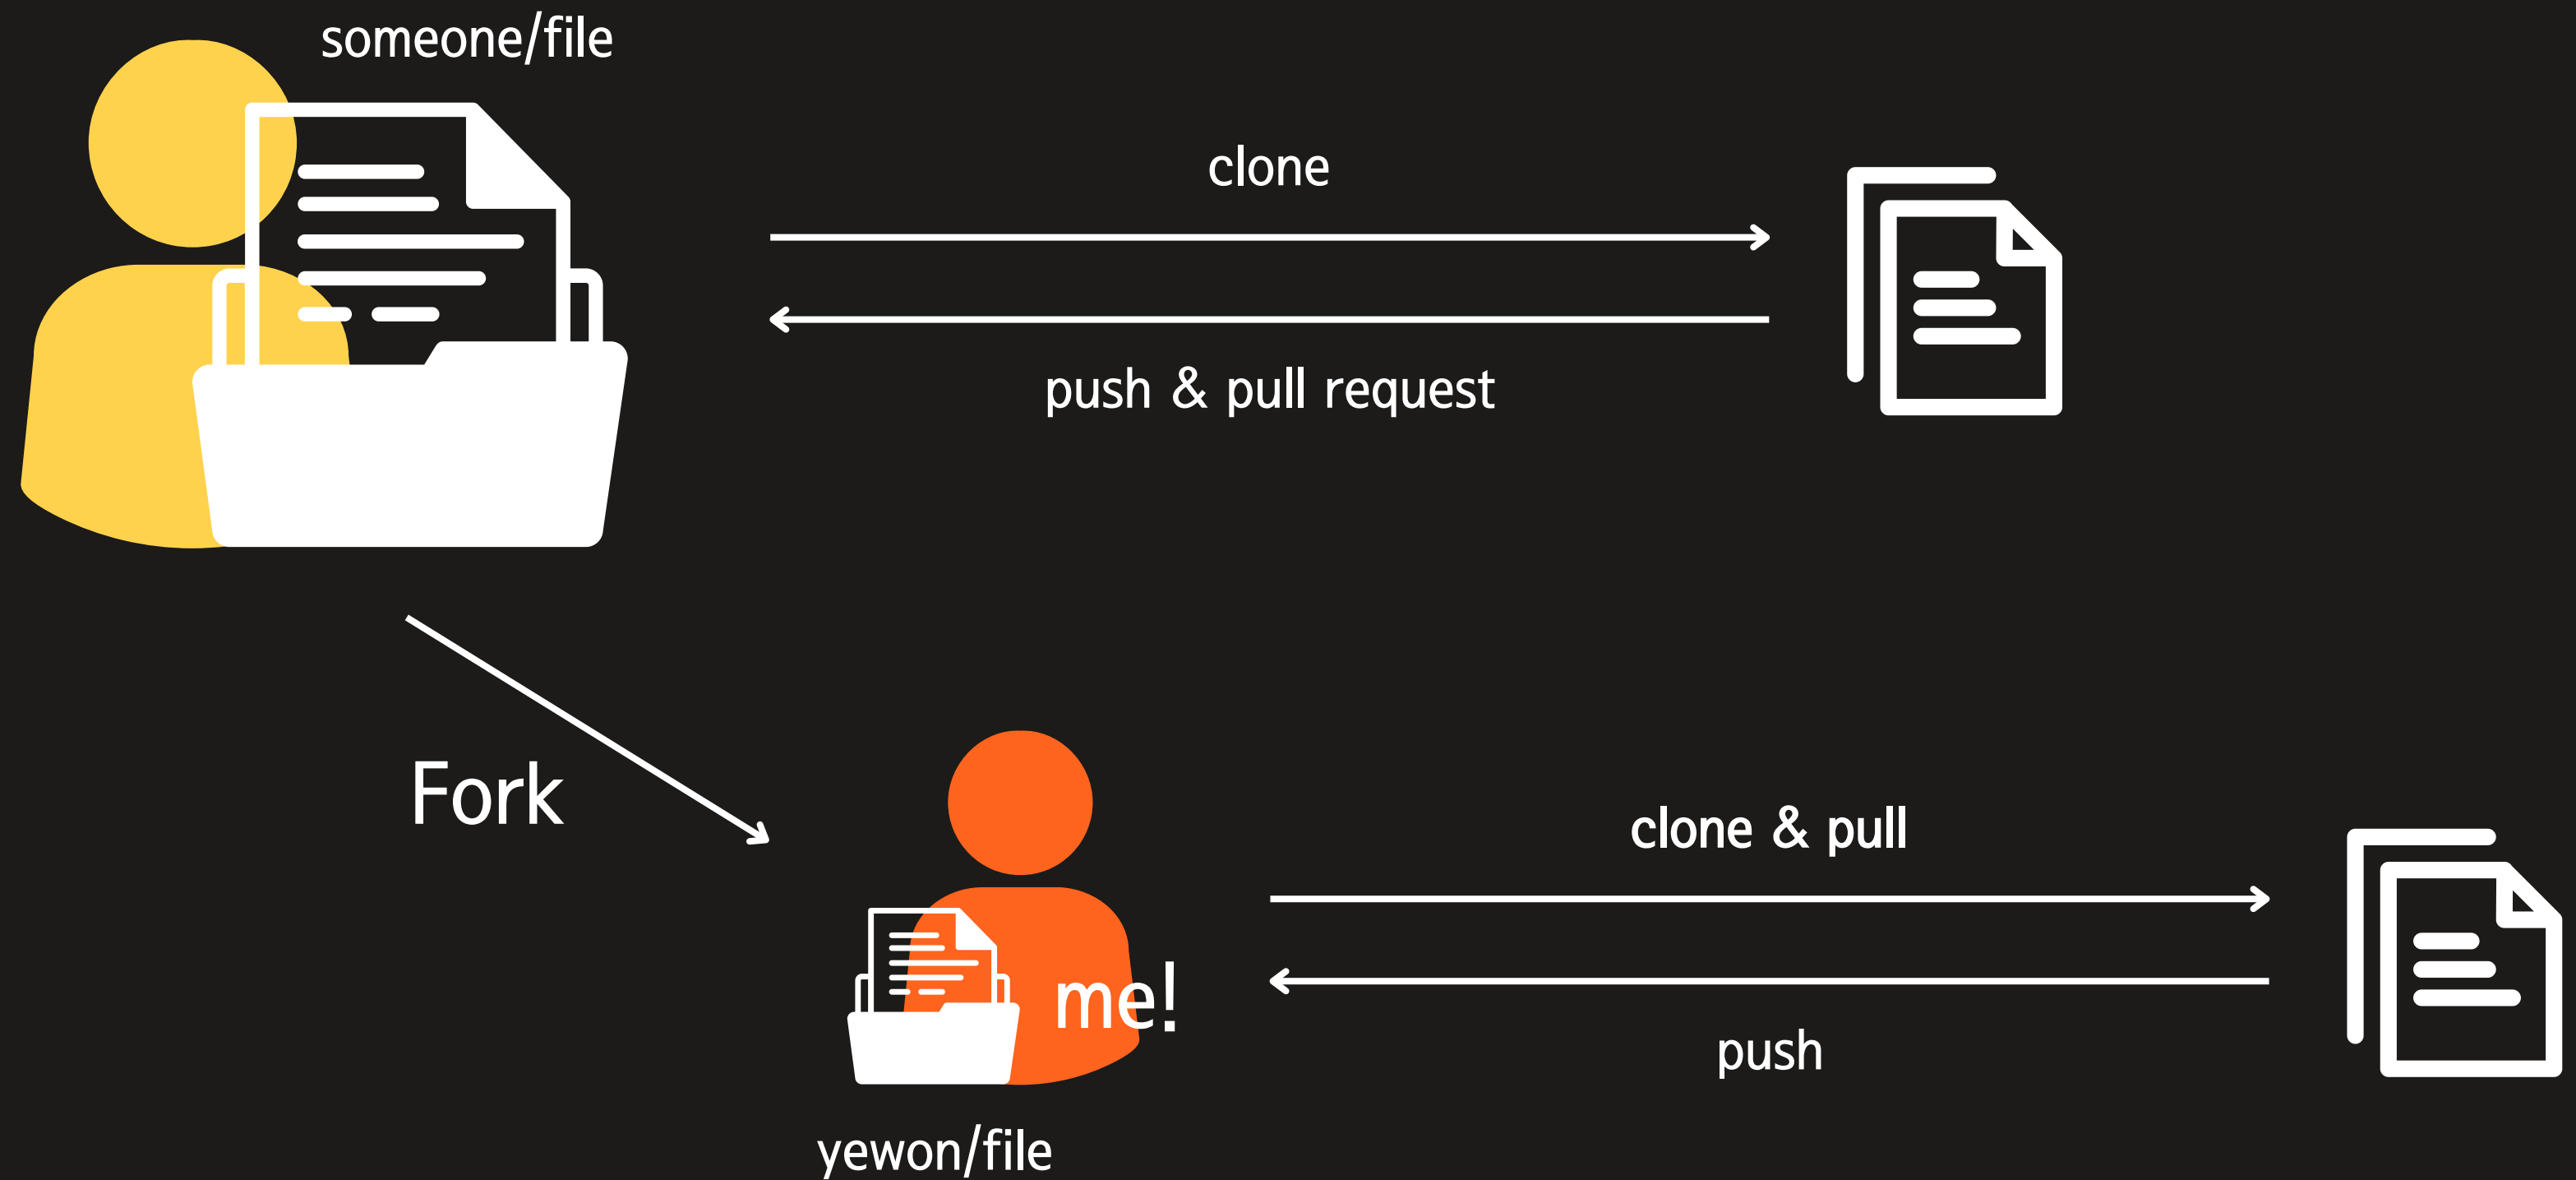 someone/file
clone
push & pull request
Fork
clone & pull
me!
push
yewon/file